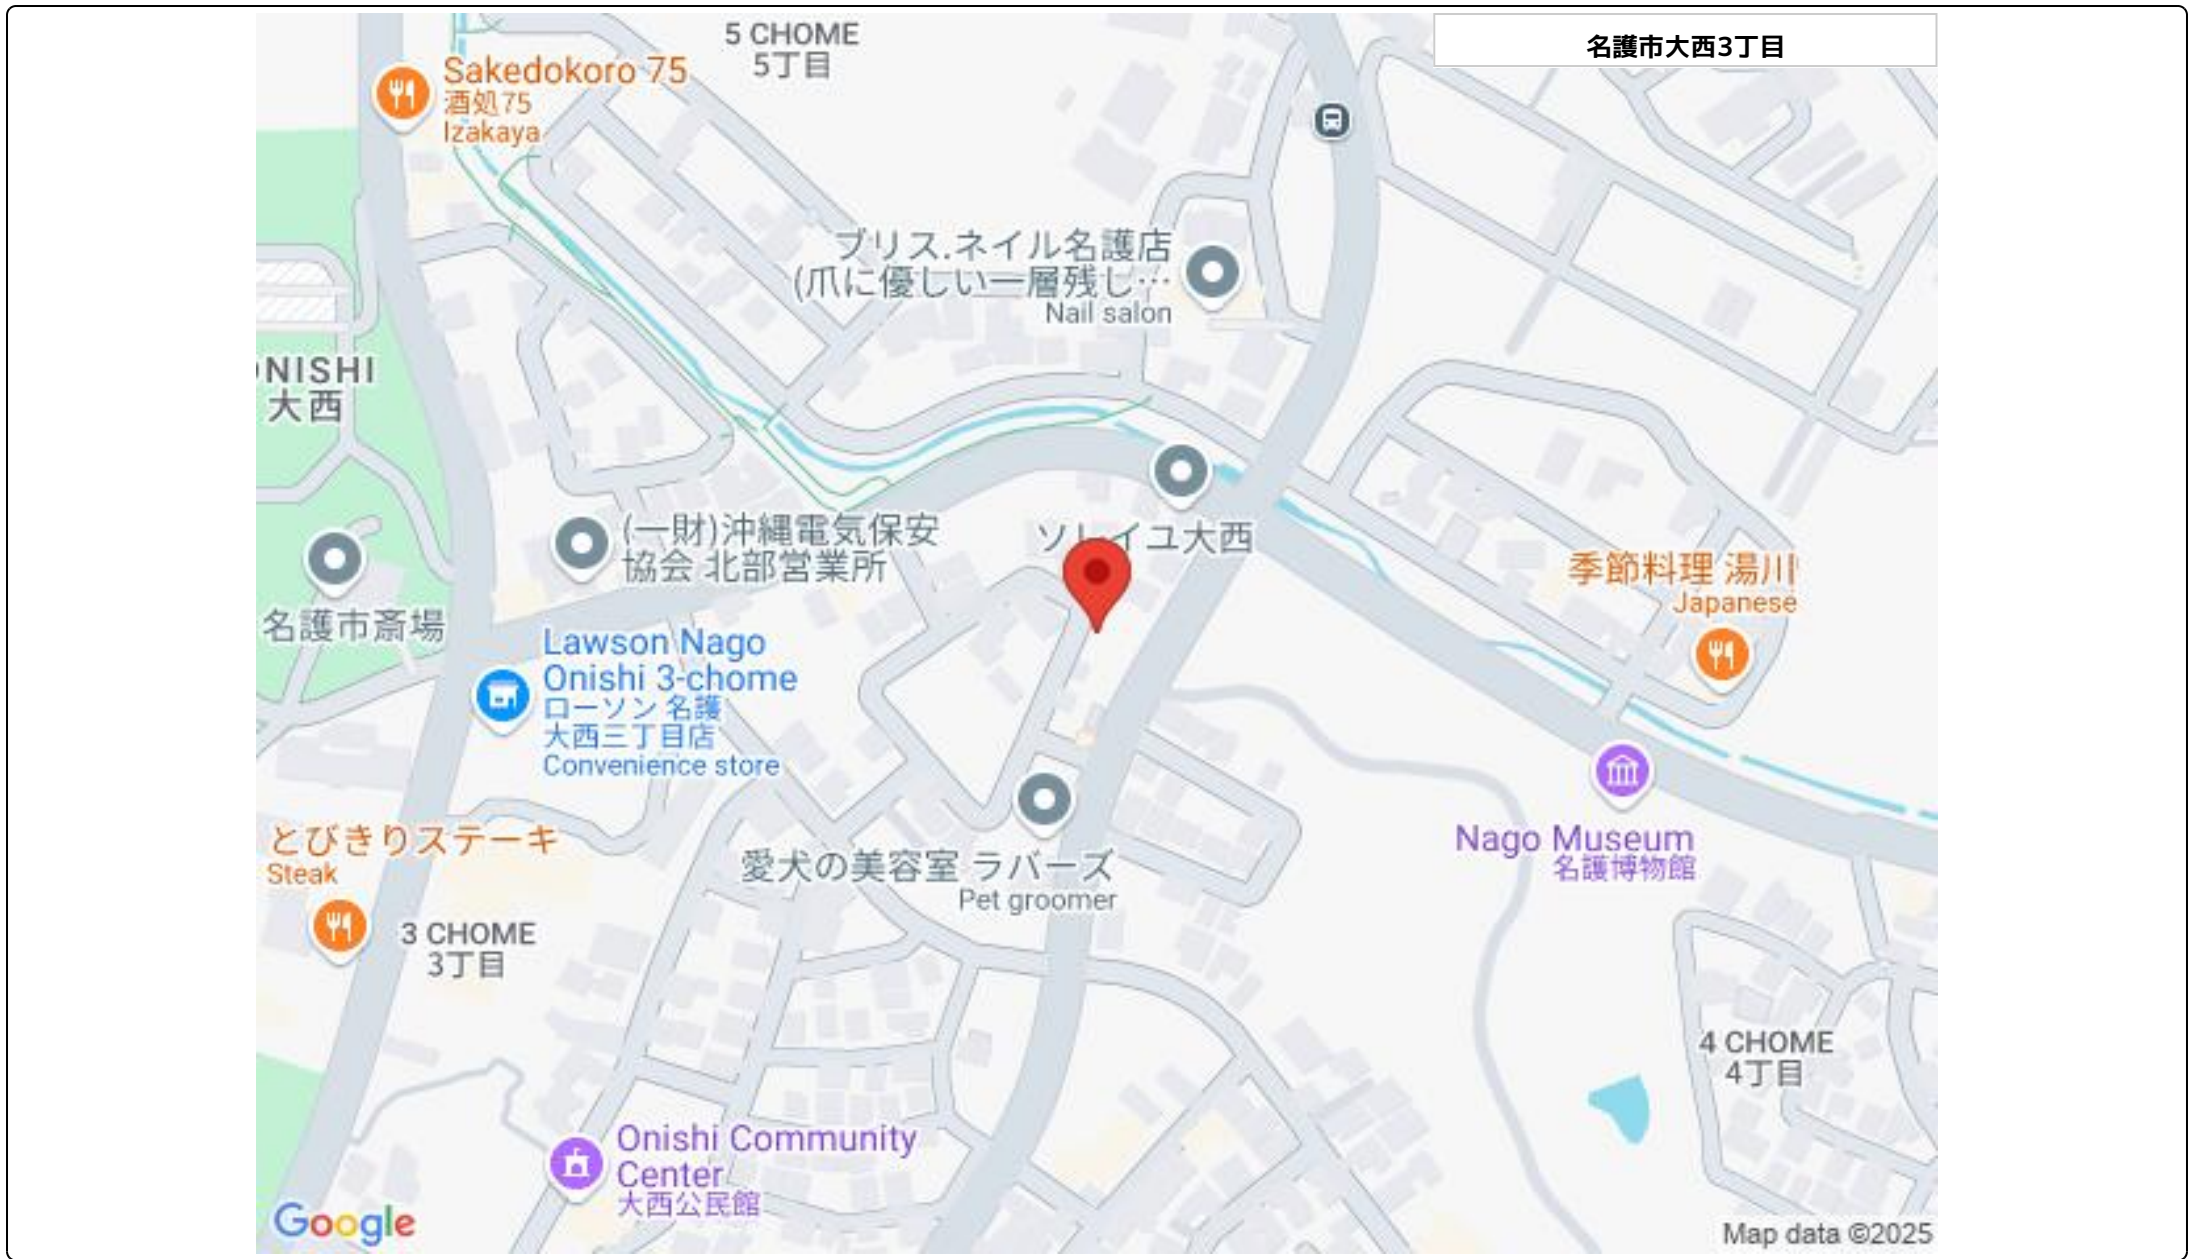 名護市大西3丁目
5 CHOME
5丁目
Sakedokoro 75
酒処75
Izakaya
ブリス.ネイル名護店
(爪に優しい一層残し…
Nail salon
NISHI
大西
ソレイユ大西
(一財)沖縄電気保安
協会 北部営業所
季節料理 湯川
Japanese
名護市斎場
Lawson Nago
Onishi 3-chome
ローソン 名護
大西三丁目店
Convenience store
Nago Museum
名護博物館
とびきりステーキ
Steak
愛犬の美容室 ラバーズ
Pet groomer
3 CHOME
3丁目
4 CHOME
4丁目
Onishi Community
Center
大西公民館
Google
Map data ©2025